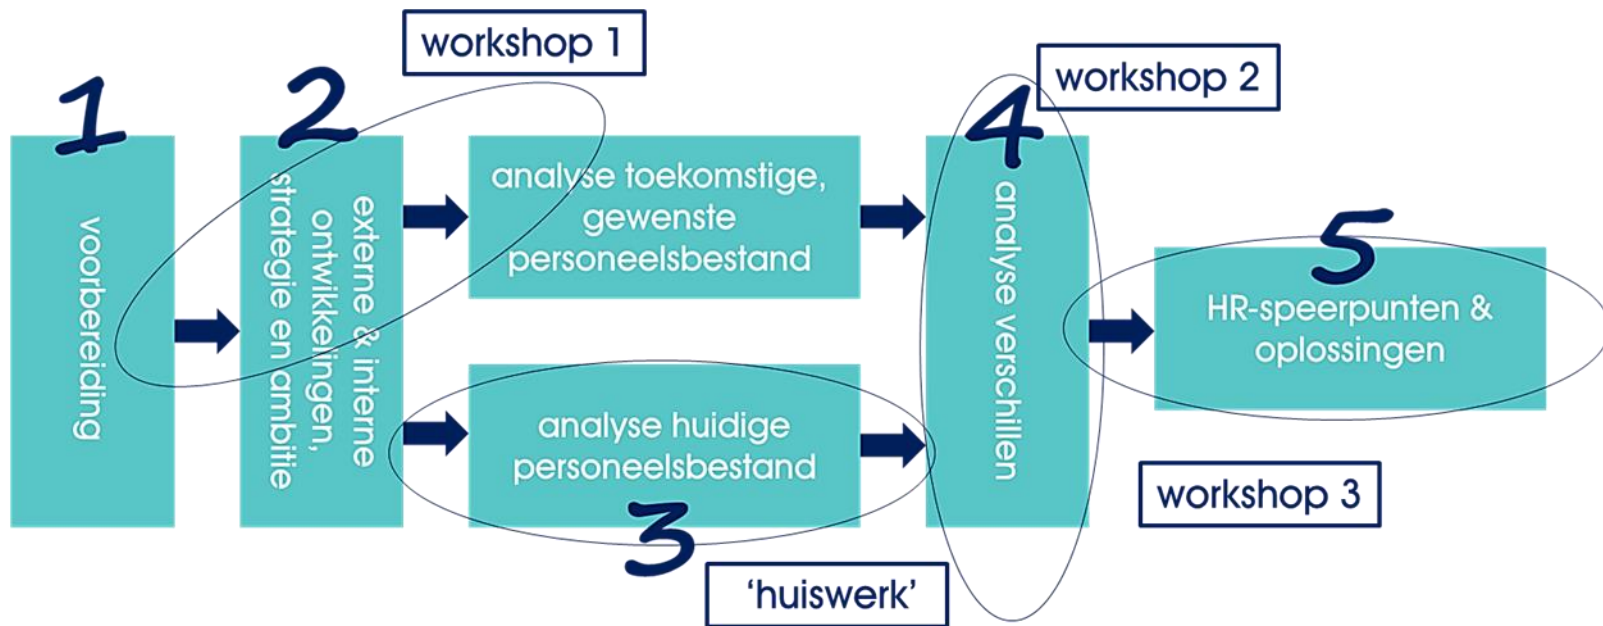 workshop 1
workshop 2
1
2
4
voorbereiding
externe & interne
ontwikkelingen,
strategie en ambitie
analyse toekomstige,
gewenste
personeelsbestand
analyse huidige
personeelsbestand
3
'huiswerk'
analyse verschillen
5
HR-speerpunten &
oplossingen
workshop 3